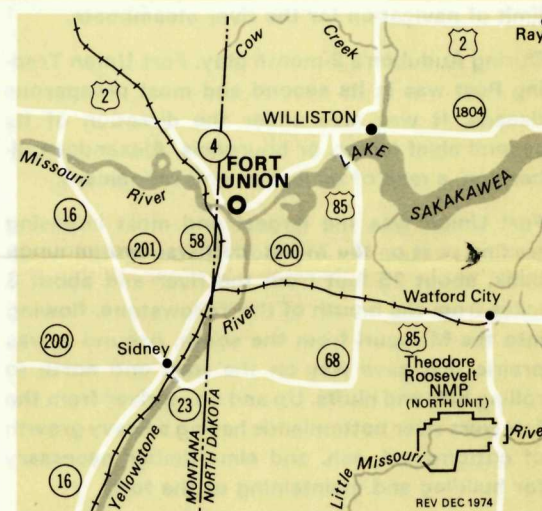 Cow
Creek
2
Ray
2
1804
WILLISTON
4
FORT
UNION
LAKE
SAKAKAWEA
Missouri
River
16
201
58
85
200
River
Watford City
200
Sidney
68
85
Theodore
Roosevelt
NMP
(NORTH UNIT)
23
Yellowstone
MONTANA
NORTH DAKOTA
16
Little
Missouri
River
REV DEC 1974